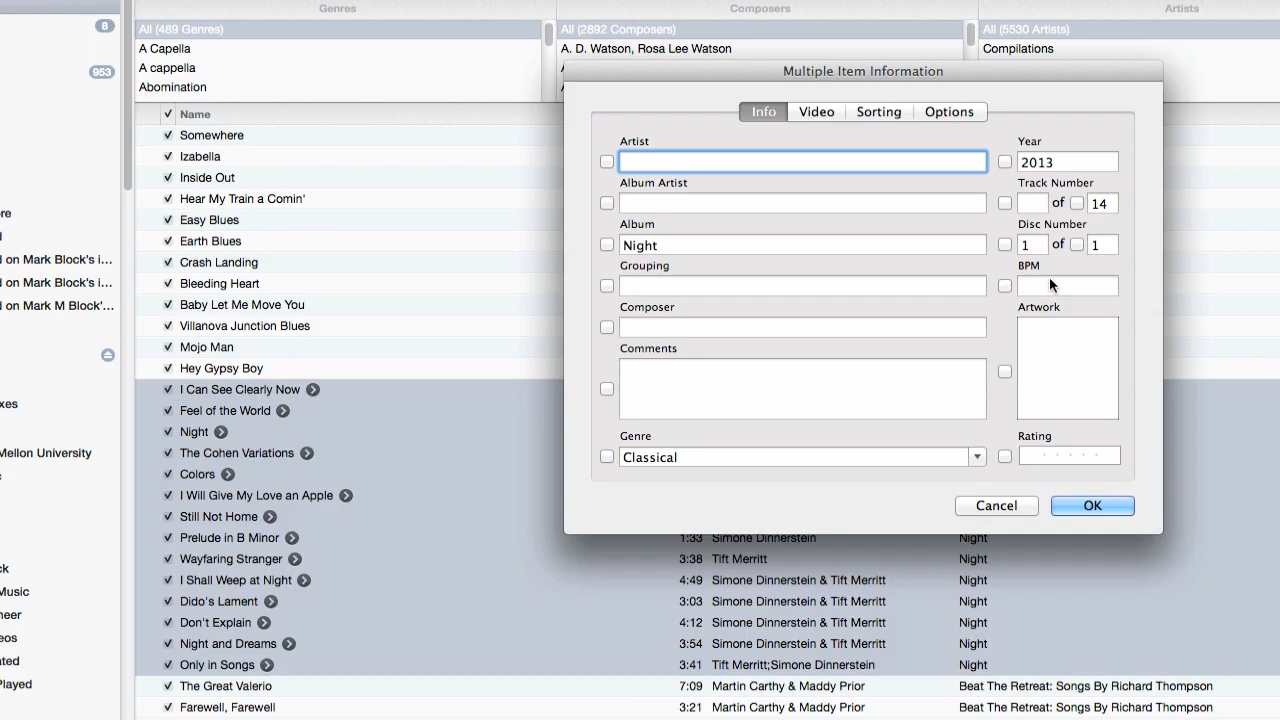 Genres
Composers
Artists
8
All (489 Genres)
All (2892 Composers)
All (5530 Artists)
A Capella
A. D. Watson, Rosa Lee Watson
Compilations
953
A cappella
Abomination
Multiple Item Information
Info
Video
Sorting
Options
Artist
Year
2013
Album Artist
Track Number
of
14
Album
Disc Number
Night
1
of
1
Grouping
BPM
Composer
Artwork
Comments
Genre
Rating
Classical
Cancel
OK
Name
Somewhere
Izabella
Inside Out
Hear My Train a Comin'
Easy Blues
Earth Blues
Crash Landing
Bleeding Heart
Baby Let Me Move You
Villanova Junction Blues
Mojo Man
Hey Gypsy Boy
I Can See Clearly Now
Feel of the World
Night
The Cohen Variations
Colors
I Will Give My Love an Apple
Still Not Home
Prelude in B Minor 1:33 Simone Dinnerstein Night
Wayfaring Stranger 3:38 Tift Merritt Night
I Shall Weep at Night 4:49 Simone Dinnerstein & Tift Merritt Night
Dido's Lament 3:03 Simone Dinnerstein & Tift Merritt Night
Don't Explain 4:12 Simone Dinnerstein & Tift Merritt Night
Night and Dreams 3:54 Simone Dinnerstein & Tift Merritt Night
Only in Songs 3:41 Tift Merritt;Simone Dinnerstein Night
The Great Valerio 7:09 Martin Carthy & Maddy Prior Beat The Retreat: Songs By Richard Thompson
Farewell, Farewell 3:21 Martin Carthy & Maddy Prior Beat The Retreat: Songs By Richard Thompson
re
d
d on Mark Block's i...
d on Mark Block's i...
d on Mark M Block'...
xes
Mellon University
ck
Music
neer
eos
ated
Played